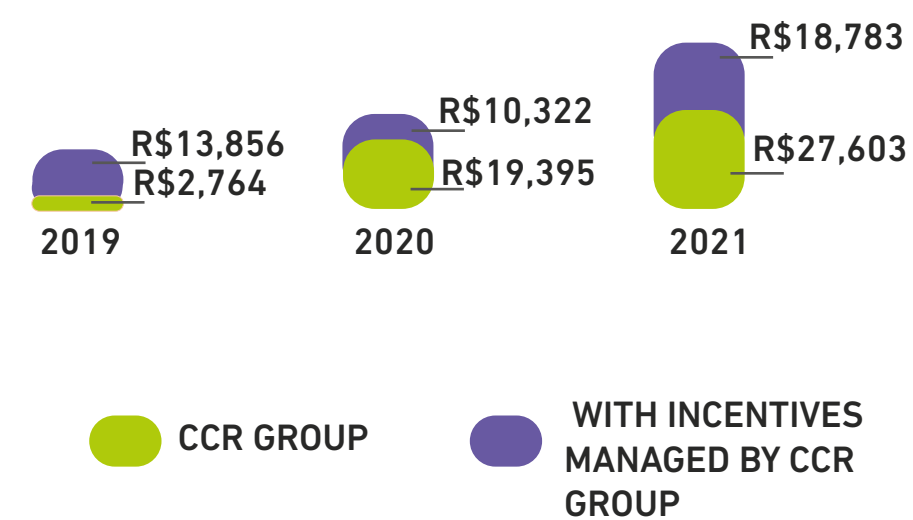 R$18,783
R$10,322
R$13,856
R$27,603
R$2,764
R$19,395
2019
2020
2021
CCR GROUP
WITH INCENTIVES
MANAGED BY CCR
GROUP